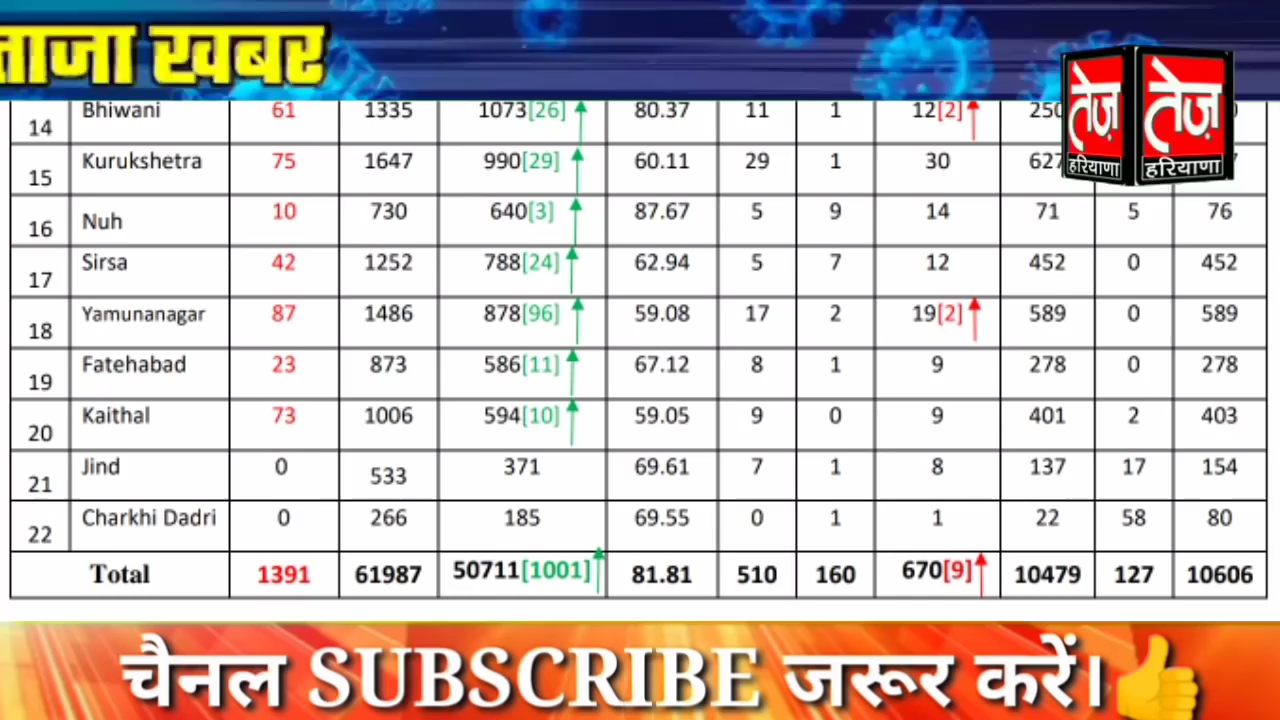 ताजा खबर
तेज़ तेज़
हरियाणा हरियाणा
14 Bhiwani 61 1335 1073[26] 80.37 11 1 12[2]
15 Kurukshetra 75 1647 990[29] 60.11 29 1 30
16 Nuh 10 730 640[3] 87.67 5 9 14 71 5 76
17 Sirsa 42 1252 788[24] 62.94 5 7 12 452 0 452
18 Yamunanagar 87 1486 878[96] 59.08 17 2 19[2] 589 0 589
19 Fatehabad 23 873 586[11] 67.12 8 1 9 278 0 278
20 Kaithal 73 1006 594[10] 59.05 9 0 9 401 2 403
21 Jind 0 533 371 69.61 7 1 8 137 17 154
22 Charkhi Dadri 0 266 185 69.55 0 1 1 22 58 80
Total 1391 61987 50711[1001] 81.81 510 160 670[9] 10479 127 10606
चैनल SUBSCRIBE जरूर करें।